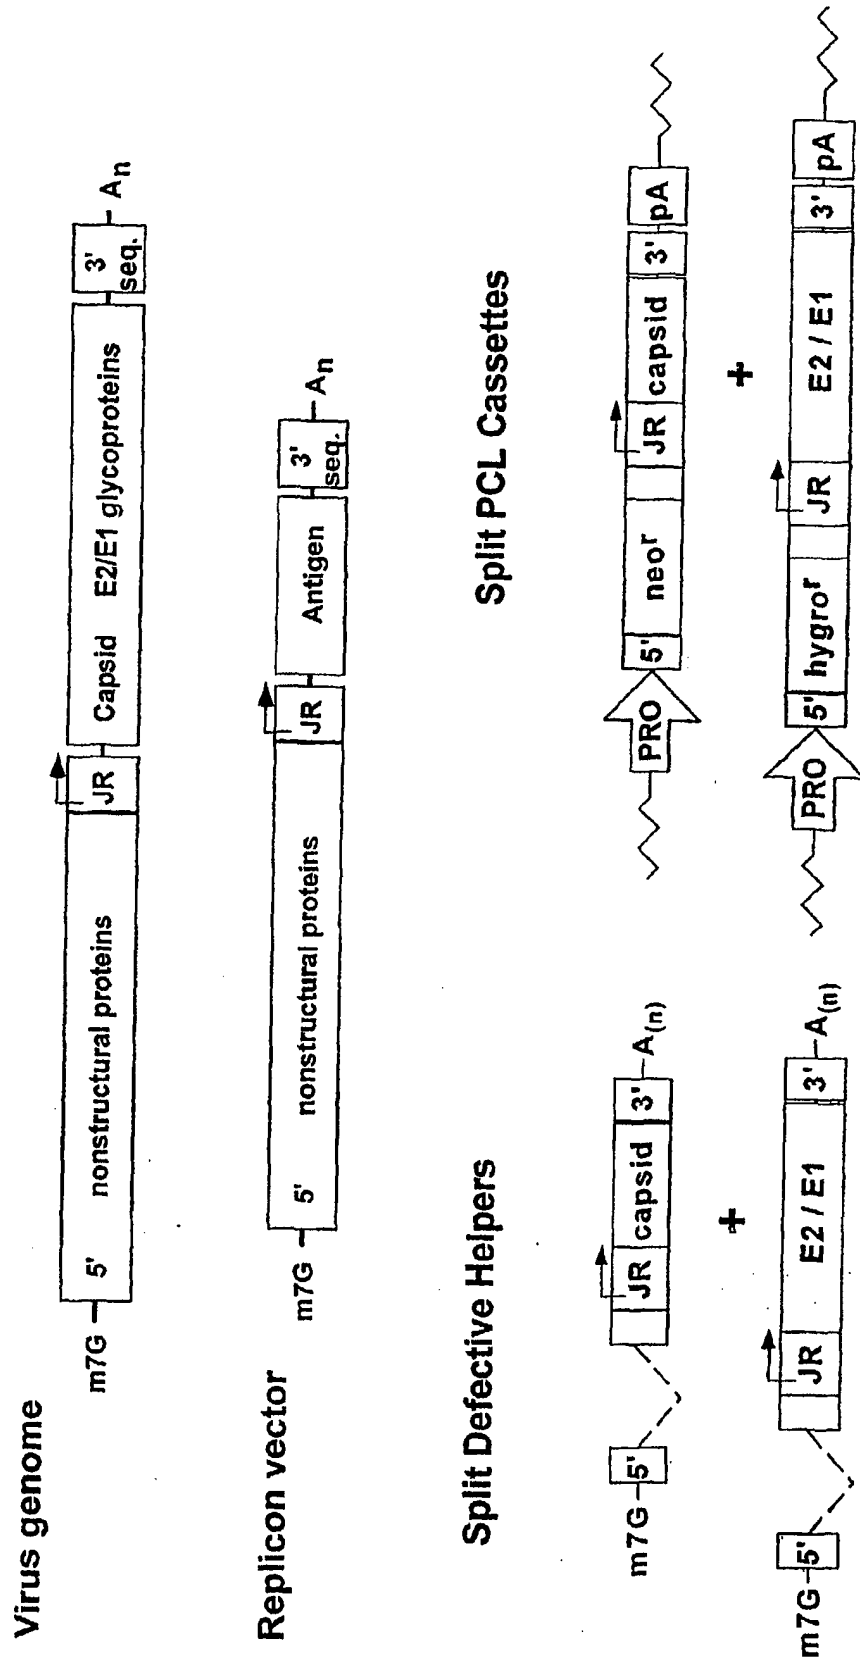 Virus genome
m7G 5' nonstructural proteins JR Capsid E2/E1 glycoproteins 3' seq. An
Replicon vector
m7G 5' nonstructural proteins JR Antigen 3' seq. An
Split Defective Helpers
m7G 5' JR capsid 3' A(n)
+
m7G 5' JR E2 / E1 3' A(n)
Split PCL Cassettes
PRO 5' neor JR capsid 3' pA
+
PRO 5' hygror JR E2 / E1 3' pA